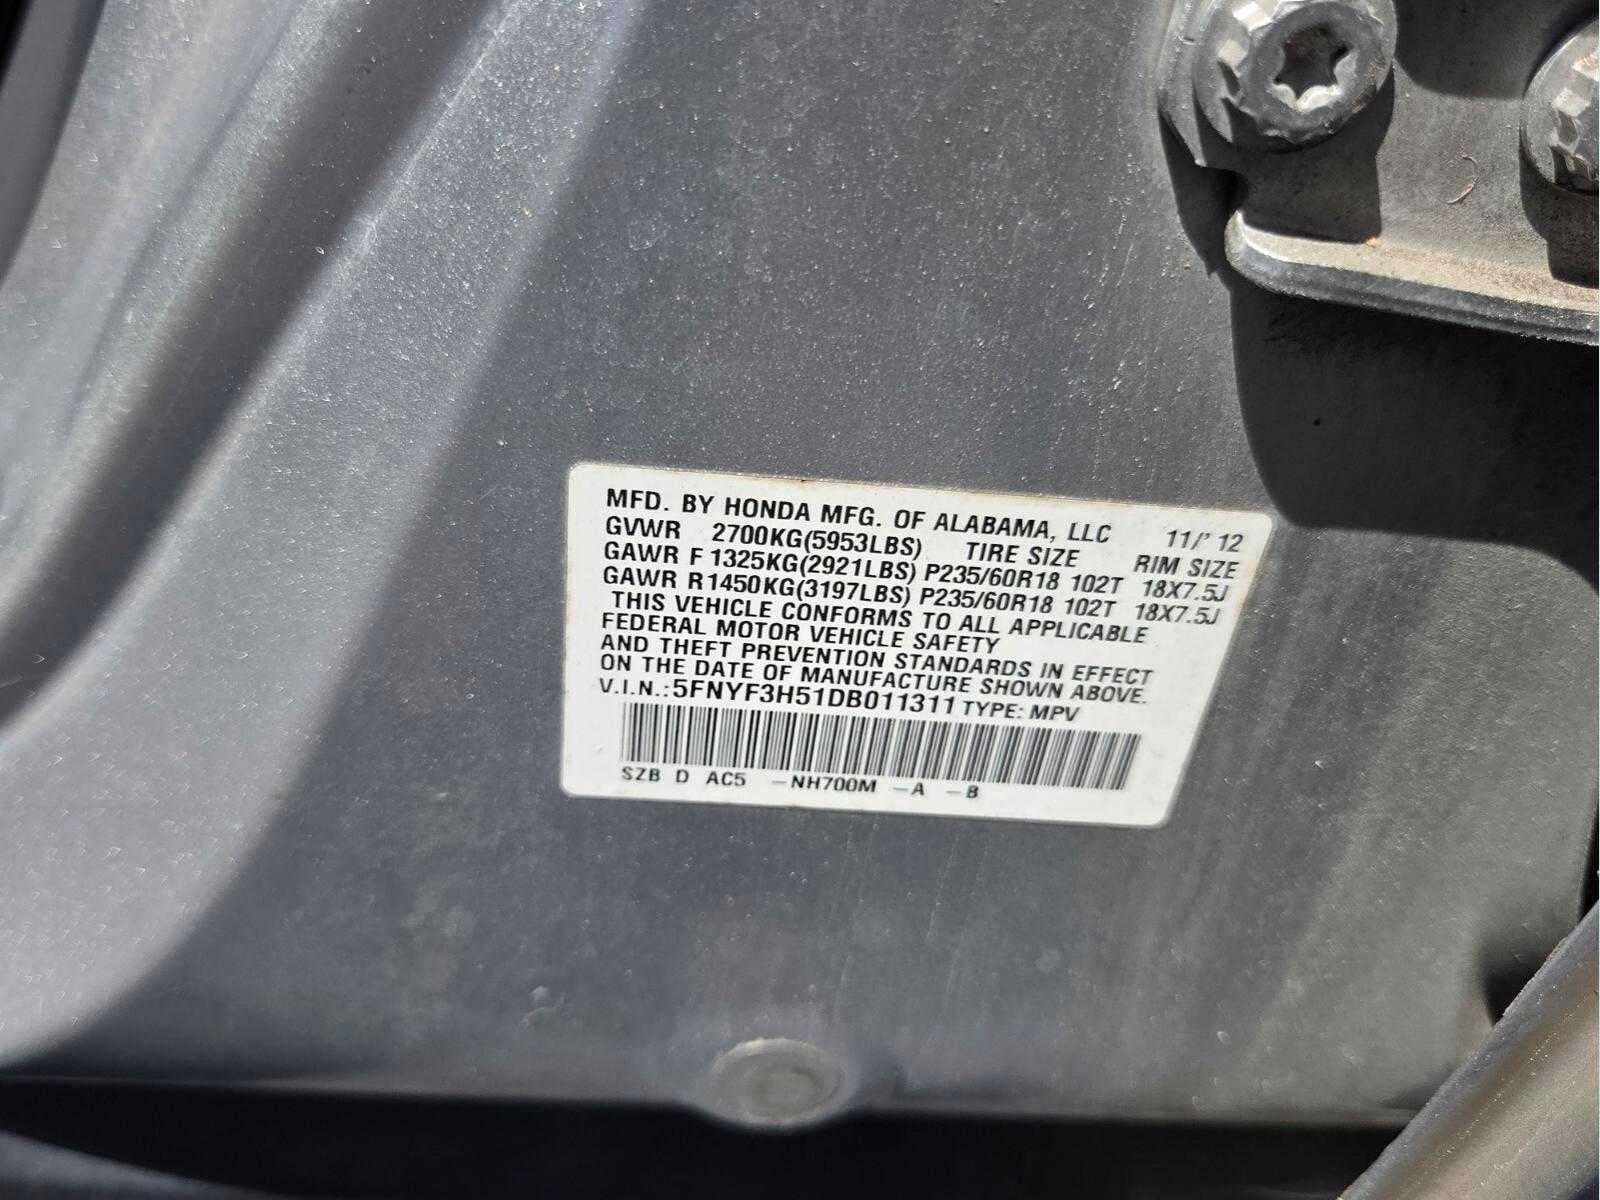 MFD. BY HONDA MFG. OF ALABAMA, LLC 11/' 12
GVWR 2700KG(5953LBS) TIRE SIZE RIM SIZE
GAWR F 1325KG(2921LBS) P235/60R18 102T 18X7.5J
GAWR R 1450KG(3197LBS) P235/60R18 102T 18X7.5J
THIS VEHICLE CONFORMS TO ALL APPLICABLE
FEDERAL MOTOR VEHICLE SAFETY
AND THEFT PREVENTION STANDARDS IN EFFECT
ON THE DATE OF MANUFACTURE SHOWN ABOVE.
V.I.N.:5FNYF3H51DB011311 TYPE: MPV
SZB D AC5 -NH700M -A -B